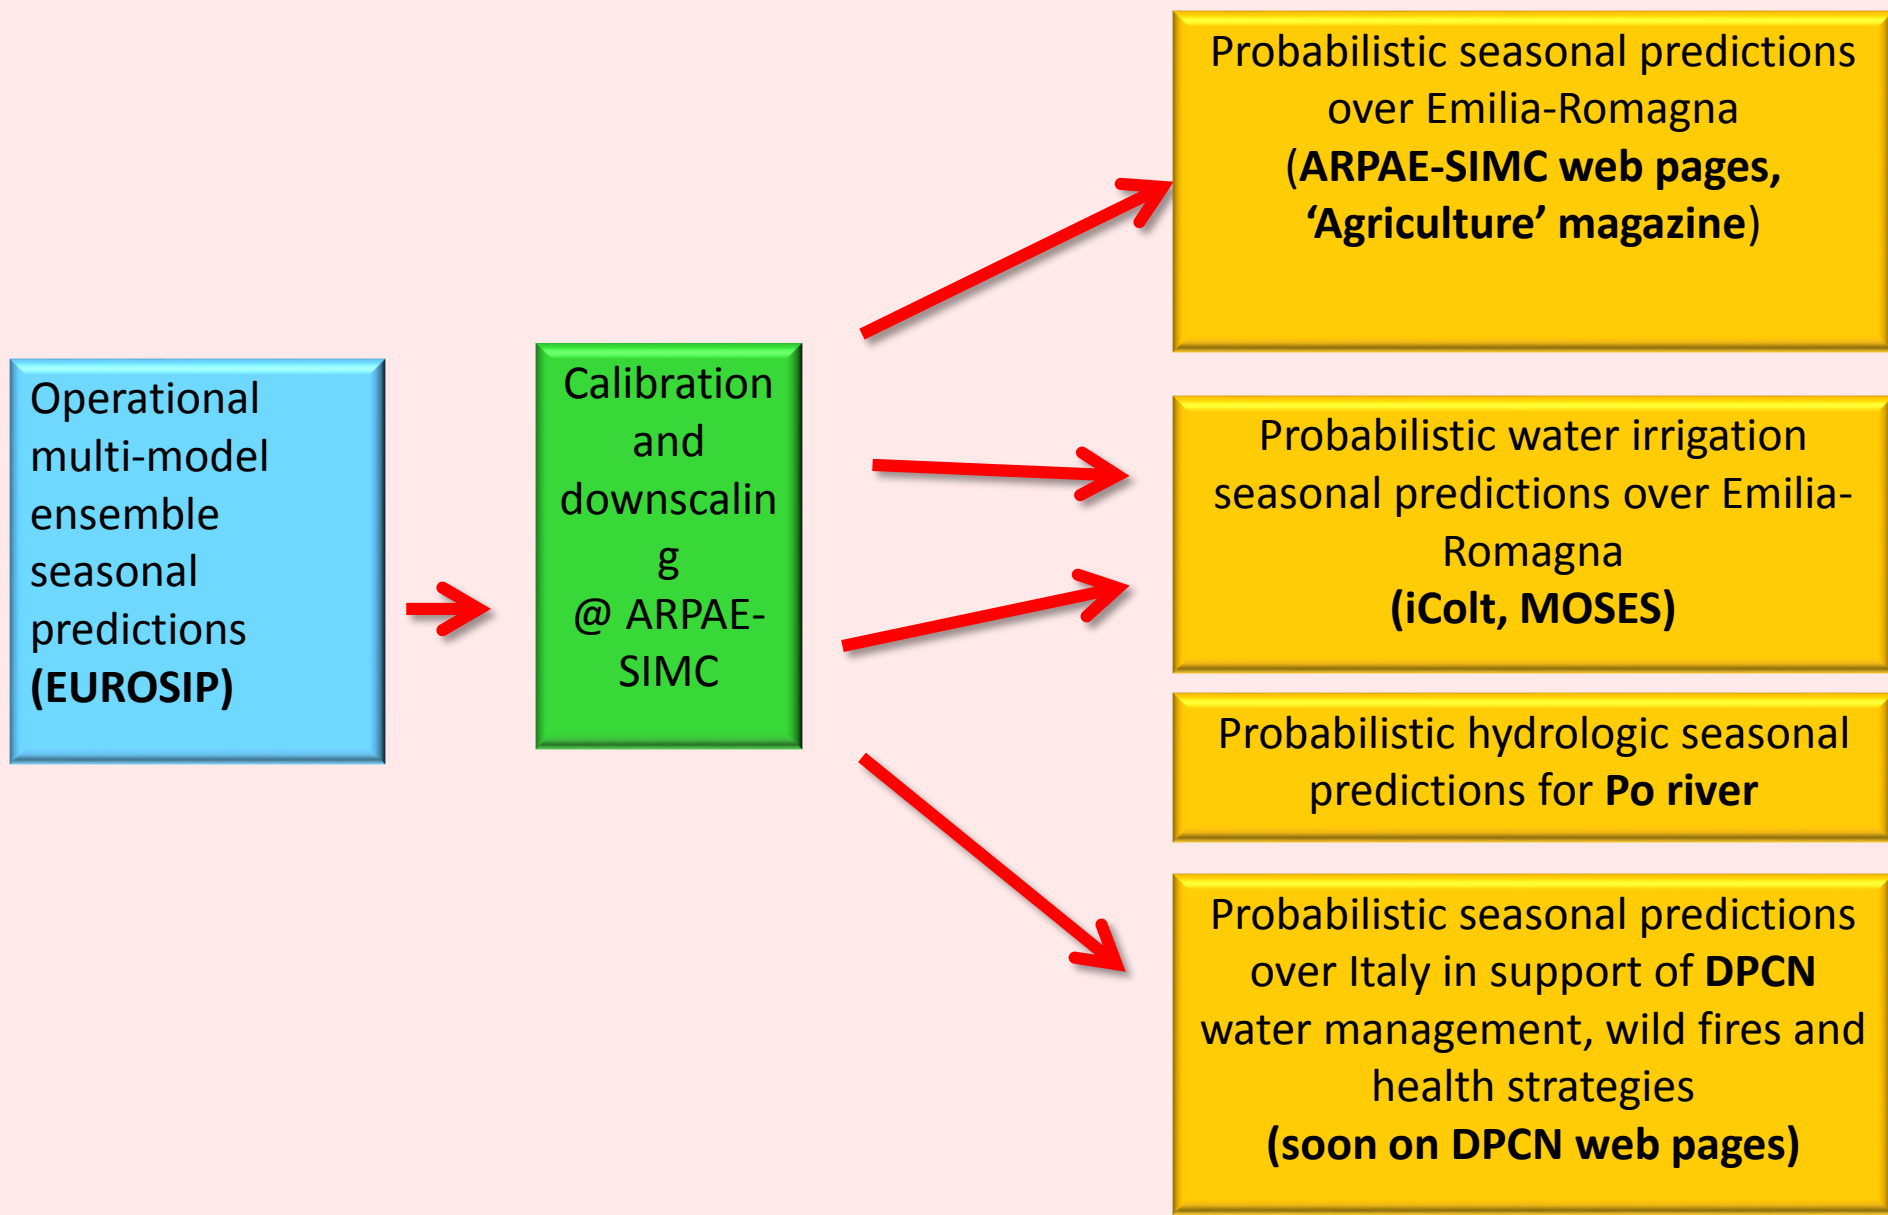 Operational
multi-model
ensemble
seasonal
predictions
(EUROSIP)
Calibration
and
downscalin
g
@ ARPAE-
SIMC
Probabilistic seasonal predictions
over Emilia-Romagna
(ARPAE-SIMC web pages,
‘Agriculture’ magazine)
Probabilistic water irrigation
seasonal predictions over Emilia-
Romagna
(iColt, MOSES)
Probabilistic hydrologic seasonal
predictions for Po river
Probabilistic seasonal predictions
over Italy in support of DPCN
water management, wild fires and
health strategies
(soon on DPCN web pages)